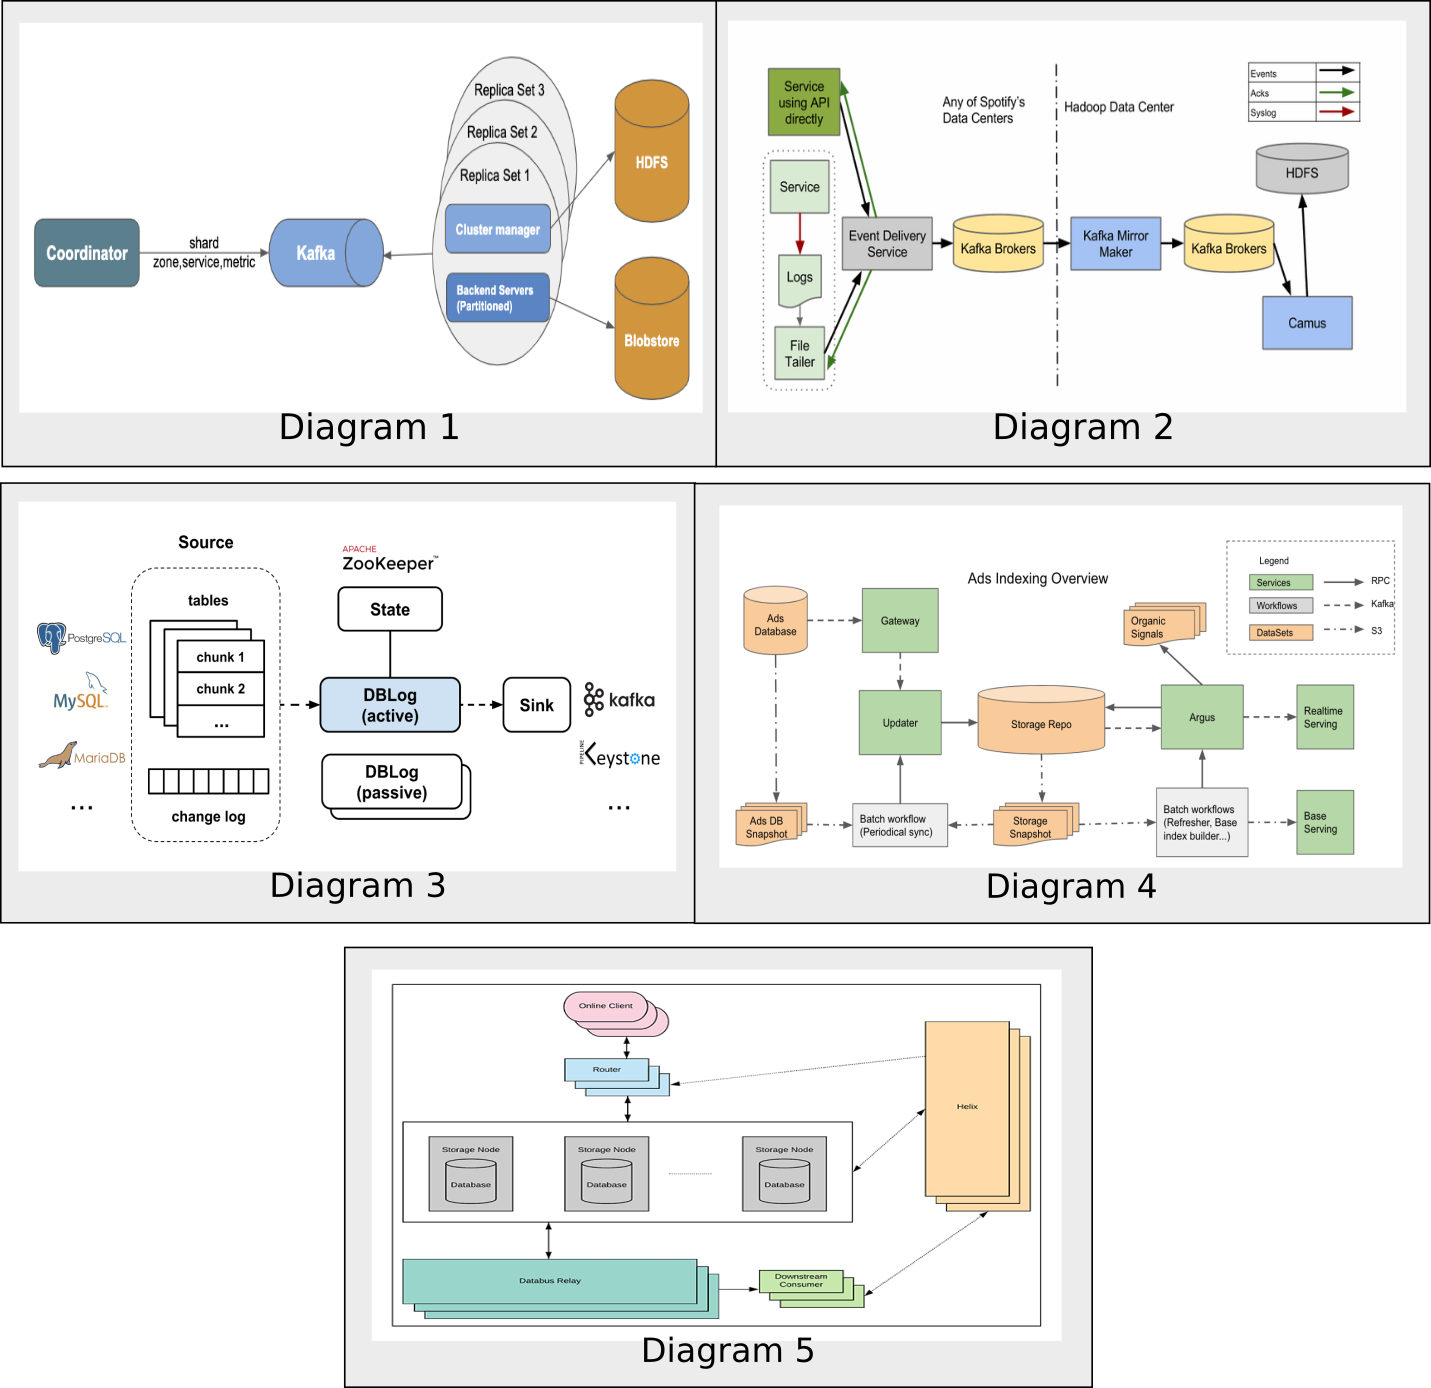 Replica Set 3
Replica Set 2
Replica Set 1
Cluster manager
Backend Servers
(Partitioned)
HDFS
Blobstore
Coordinator
shard
zone,service,metric
Kafka
Diagram 1
Service
using API
directly
Any of Spotify's
Data Centers
Hadoop Data Center
Events
Acks
Syslog
Service
Logs
File
Tailer
Event Delivery
Service
Kafka Brokers
Kafka Mirror
Maker
Kafka Brokers
HDFS
Camus
Diagram 2
Source
tables
chunk 1
chunk 2
...
change log
PostgreSQL
MySQL
MariaDB
...
APACHE
ZooKeeper™
State
DBLog
(active)
DBLog
(passive)
Sink
kafka
PIPELINE
Keystone
...
Diagram 3
Ads Indexing Overview
Legend
Services
RPC
Workflows
Kafka
DataSets
S3
Ads
Database
Gateway
Organic
Signals
Updater
Storage Repo
Argus
Realtime
Serving
Ads DB
Snapshot
Batch workflow
(Periodical sync)
Storage
Snapshot
Batch workflows
(Refresher, Base
index builder...)
Base
Serving
Diagram 4
Online Client
Router
Helix
Storage Node
Database
Storage Node
Database
Storage Node
Database
Databus Relay
Downstream
Consumer
Diagram 5